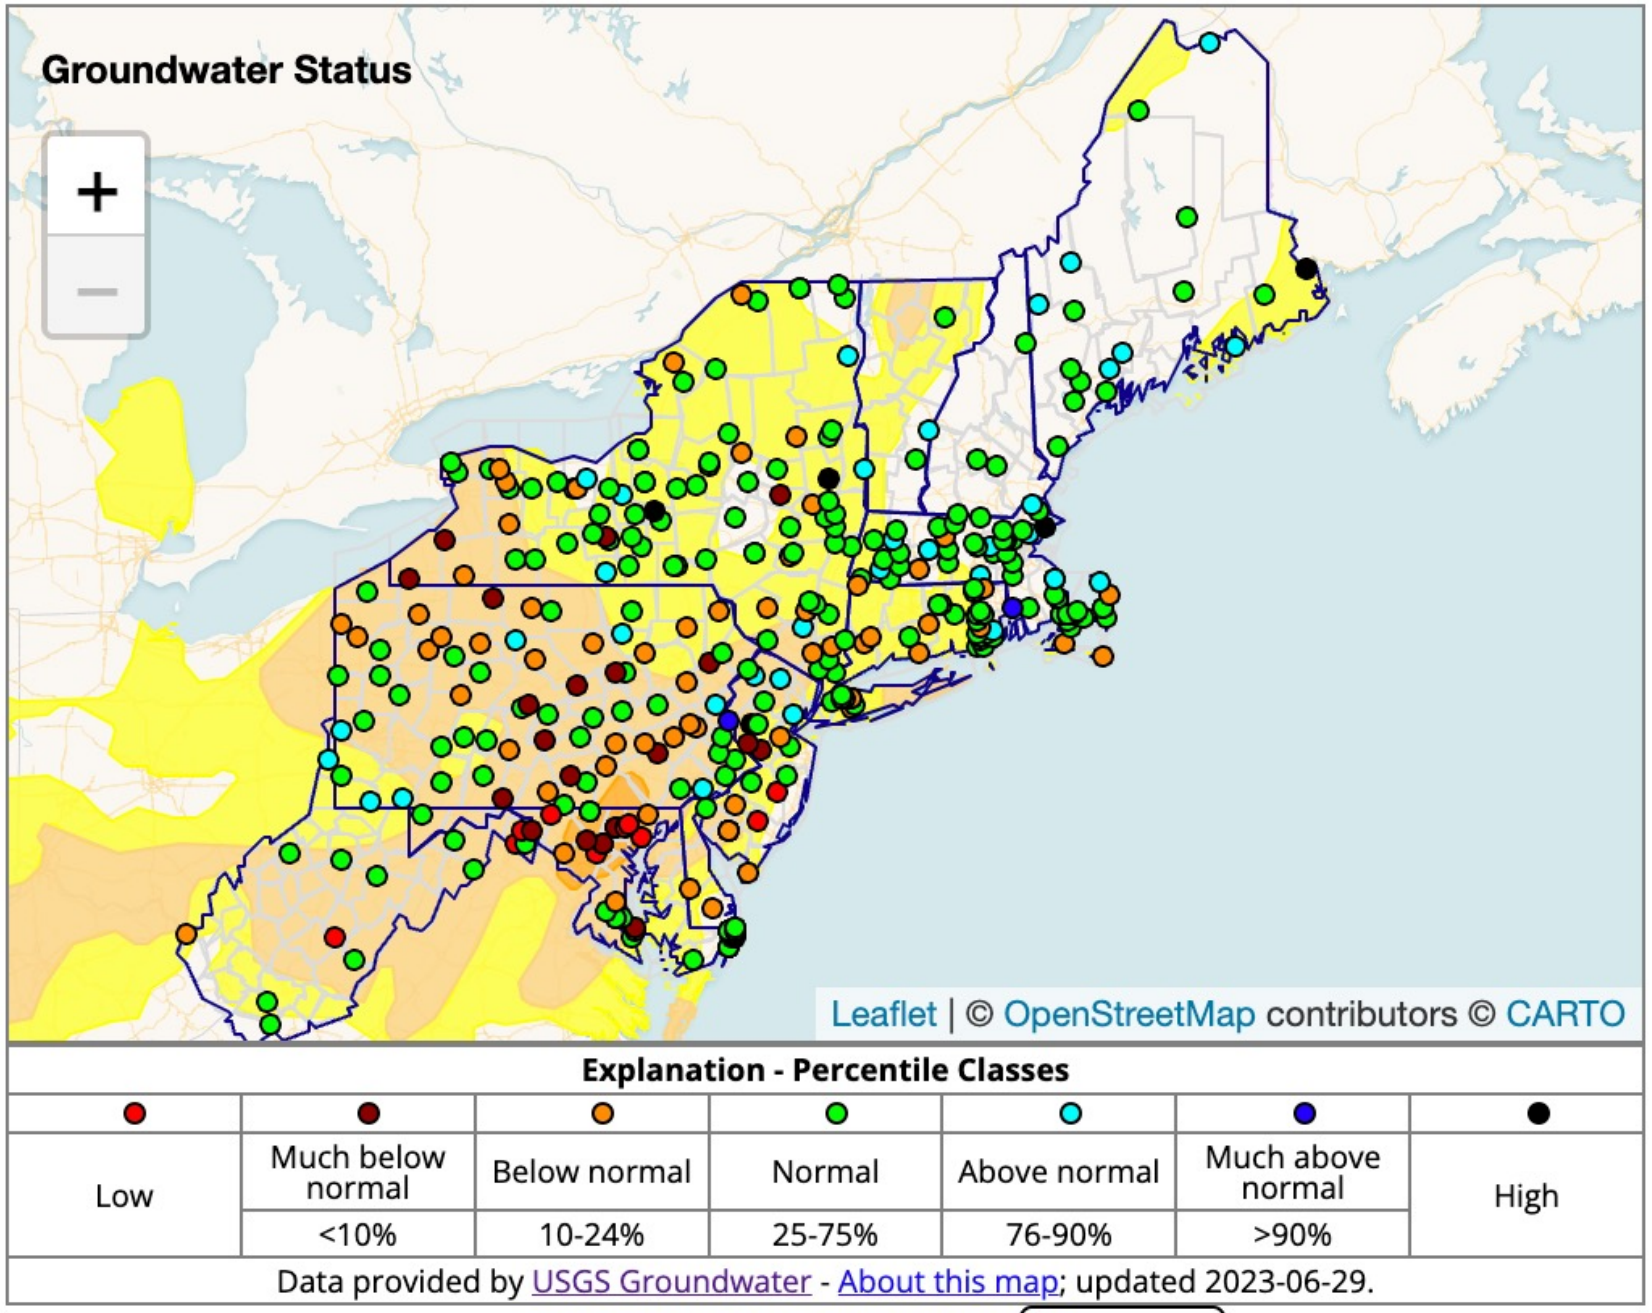 Groundwater Status
+
−
Leaflet | © OpenStreetMap contributors © CARTO
Explanation - Percentile Classes
Low
Much below
normal
<10%
Below normal
10-24%
Normal
25-75%
Above normal
76-90%
Much above
normal
>90%
High
Data provided by USGS Groundwater - About this map; updated 2023-06-29.